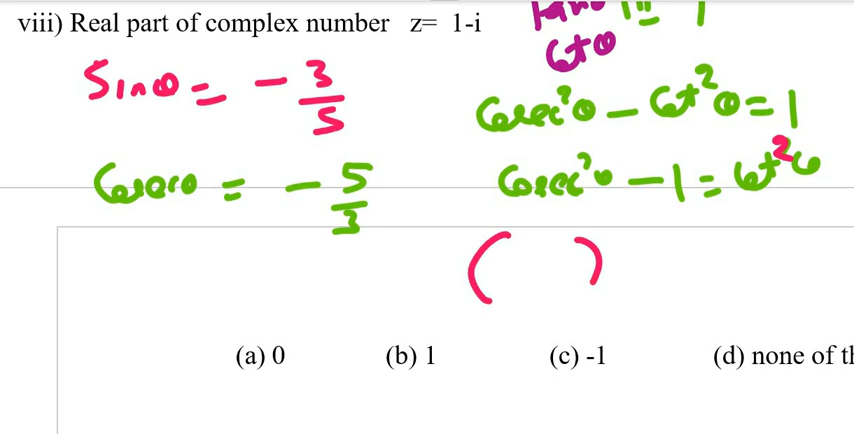 viii) Real part of complex number z= 1-i
cotθ
Sinθ = - 3/5
Cosec²θ - Cot²θ = 1
Cosecθ = - 5/3
Cosec²θ - 1 = Cot²θ
( )
(a) 0 (b) 1 (c) -1 (d) none of